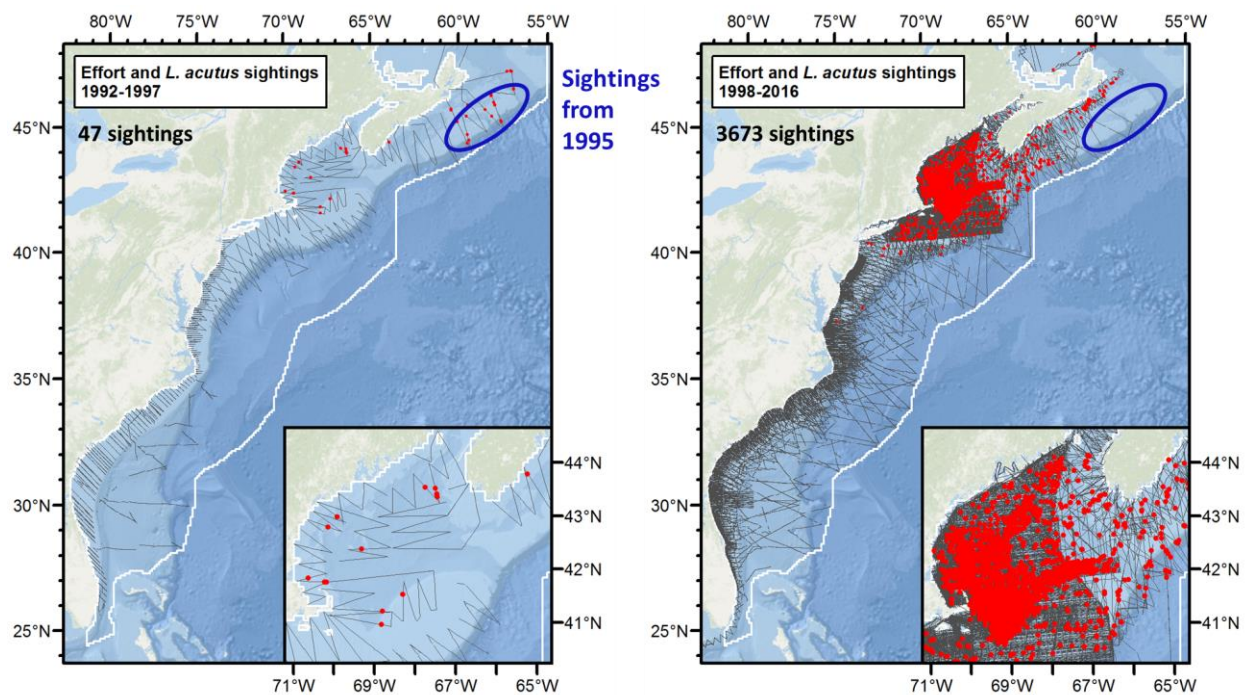 80°W 75°W 70°W 65°W 60°W 55°W
Effort and L. acutus sightings
1992-1997
47 sightings
45°N
40°N
35°N
30°N
25°N
44°N
43°N
42°N
41°N
71°W 69°W 67°W 65°W
Sightings
from
1995
80°W 75°W 70°W 65°W 60°W 55°W
Effort and L. acutus sightings
1998-2016
3673 sightings
45°N
40°N
35°N
30°N
25°N
44°N
43°N
42°N
41°N
71°W 69°W 67°W 65°W